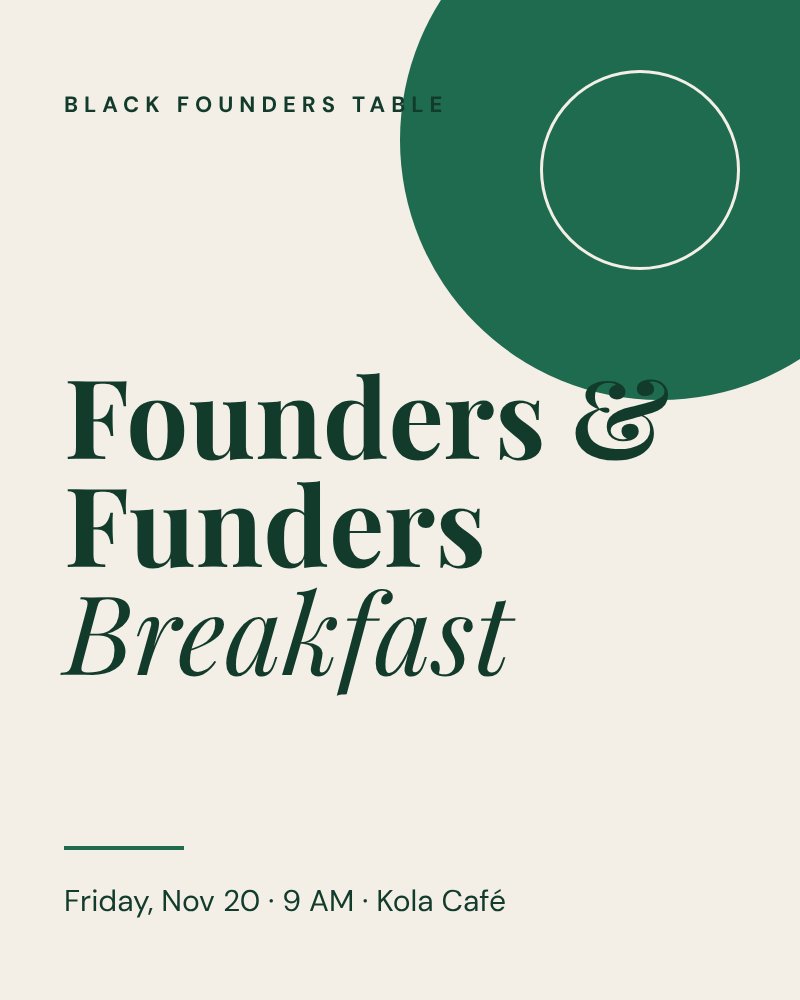 BLACK FOUNDERS TABLE
Founders &
Funders
Breakfast
Friday, Nov 20 · 9 AM · Kola Café